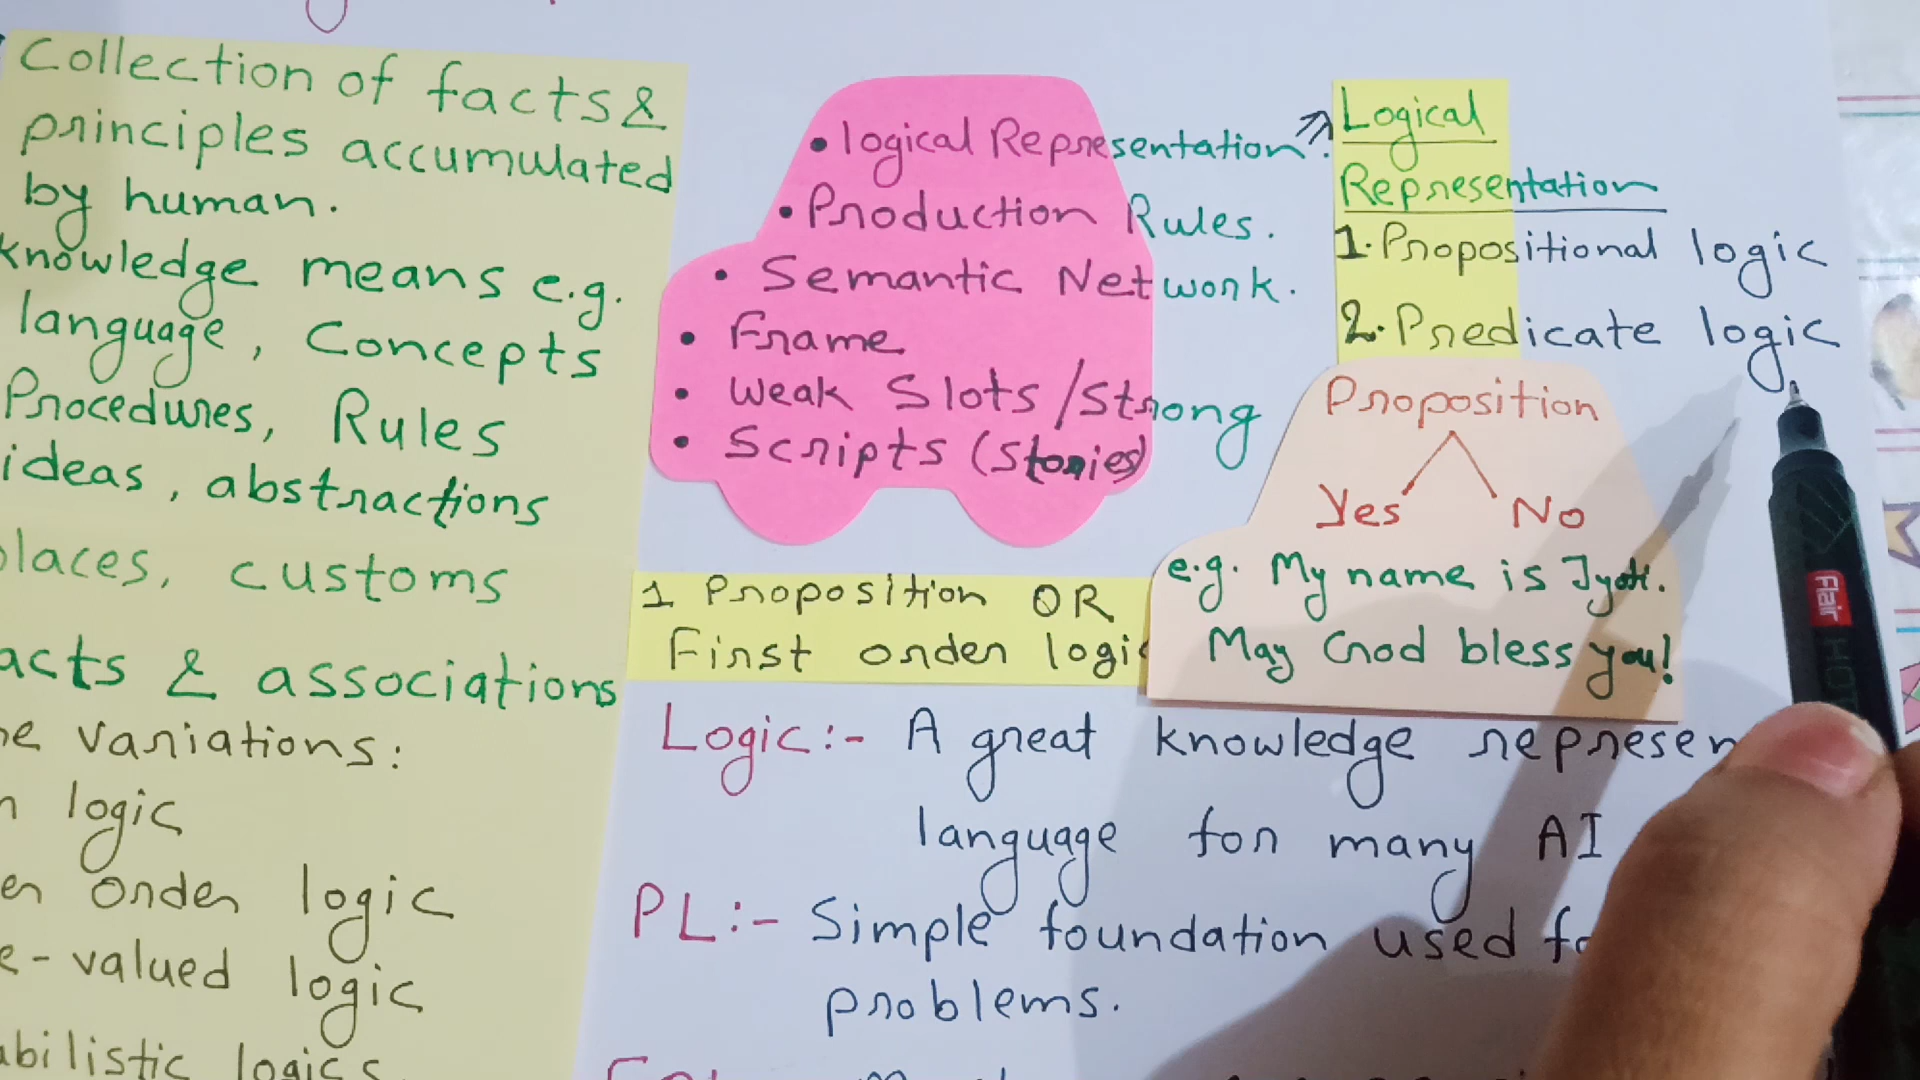 Collection of facts &
principles accumulated
by human.
knowledge means e.g.
language, Concepts
Procedures, Rules
ideas, abstractions
places, customs
facts & associations
variations:
logic
order logic
-valued logic
logics
• logical Representation.
• Production Rules.
• Semantic Network.
• Frame
• weak Slots / Strong
• Scripts (Stories)
Logical
Representation
1. Propositional logic
2. Predicate logic
Proposition
Yes No
e.g. My name is Jyoti.
May God bless you!
1 Proposition OR
First order logic
Logic:- A great knowledge represen
language for many AI
PL:- Simple foundation used
problems.
Flair